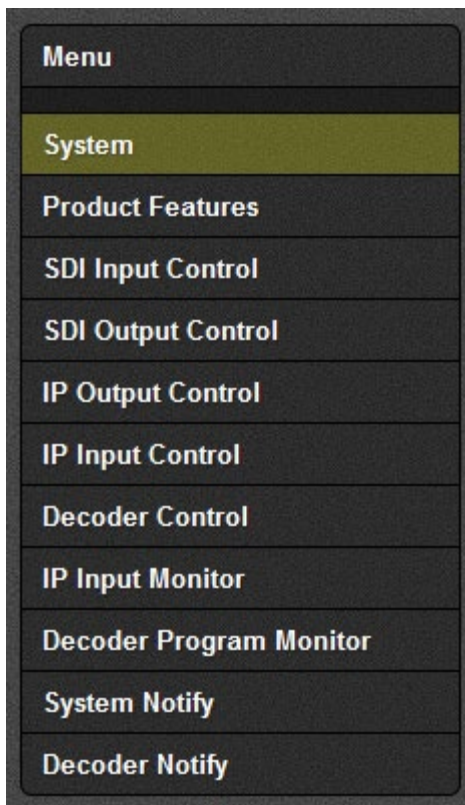 Menu
System
Product Features
SDI Input Control
SDI Output Control
IP Output Control
IP Input Control
Decoder Control
IP Input Monitor
Decoder Program Monitor
System Notify
Decoder Notify